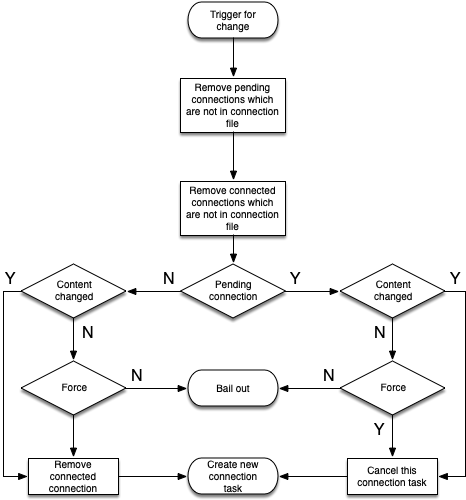 Trigger for
change
Remove pending
connections which
are not in connection
file
Remove connected
connections which
are not in connection
file
Y
Content
changed
N
Pending
connection
Y
Content
changed
Y
N
N
Force
N
Bail out
N
Force
Y
Remove
connected
connection
Create new
connection
task
Cancel this
connection task